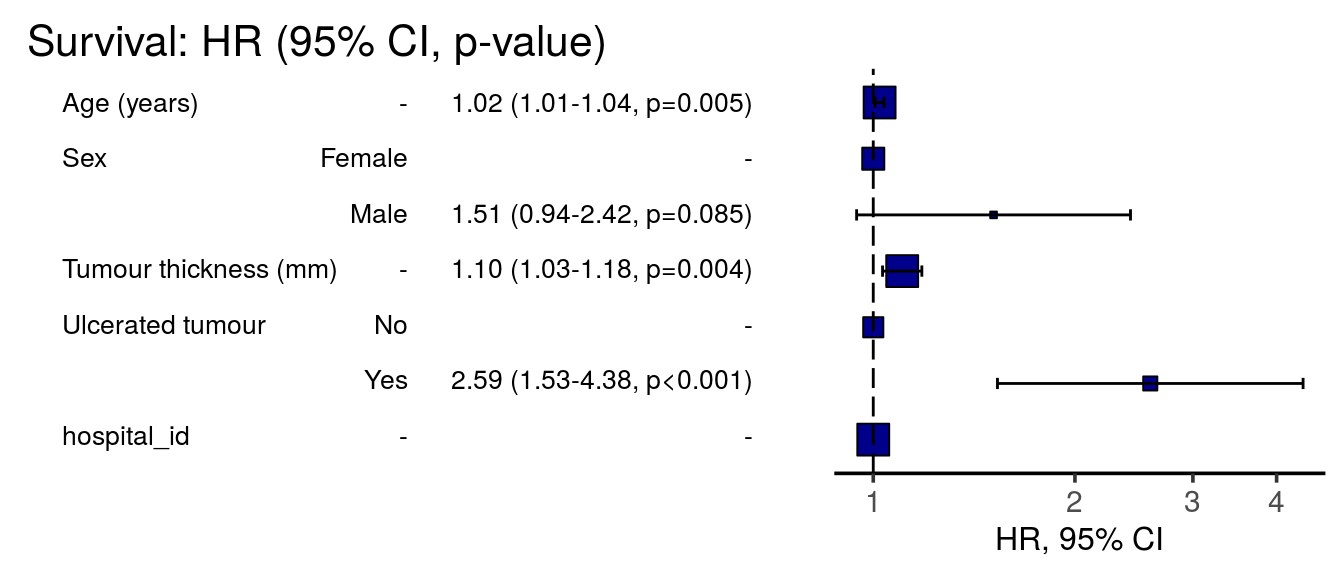 Survival: HR (95% CI, p-value)
Age (years) - 1.02 (1.01-1.04, p=0.005)
Sex Female -
Male 1.51 (0.94-2.42, p=0.085)
Tumour thickness (mm) - 1.10 (1.03-1.18, p=0.004)
Ulcerated tumour No -
Yes 2.59 (1.53-4.38, p<0.001)
hospital_id - -
1 2 3 4
HR, 95% CI